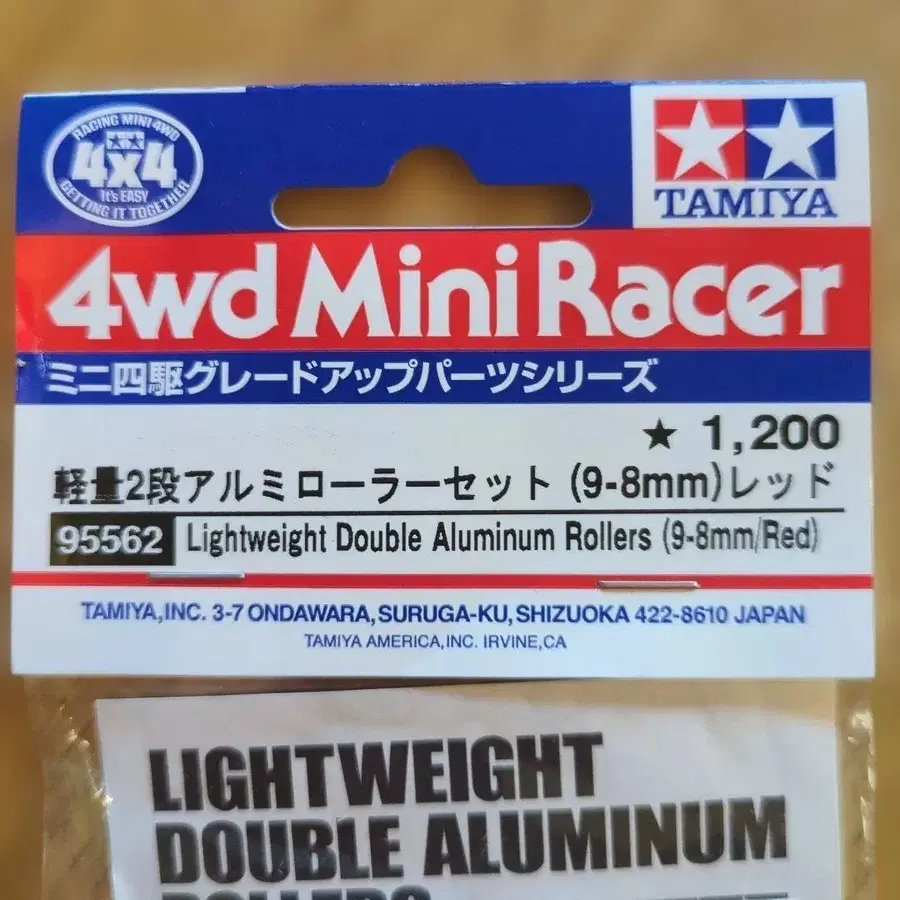 RACING MINI 4WD
4x4
It's EASY
GETTING IT TOGETHER
TAMIYA
4wd Mini Racer
ミニ四駆グレードアップパーツシリーズ
★ 1,200
軽量2段アルミローラーセット (9-8mm)レッド
95562 Lightweight Double Aluminum Rollers (9-8mm/Red)
TAMIYA,INC. 3-7 ONDAWARA, SURUGA-KU, SHIZUOKA 422-8610 JAPAN
TAMIYA AMERICA,INC. IRVINE,CA
LIGHTWEIGHT
DOUBLE ALUMINUM
ROLLERS